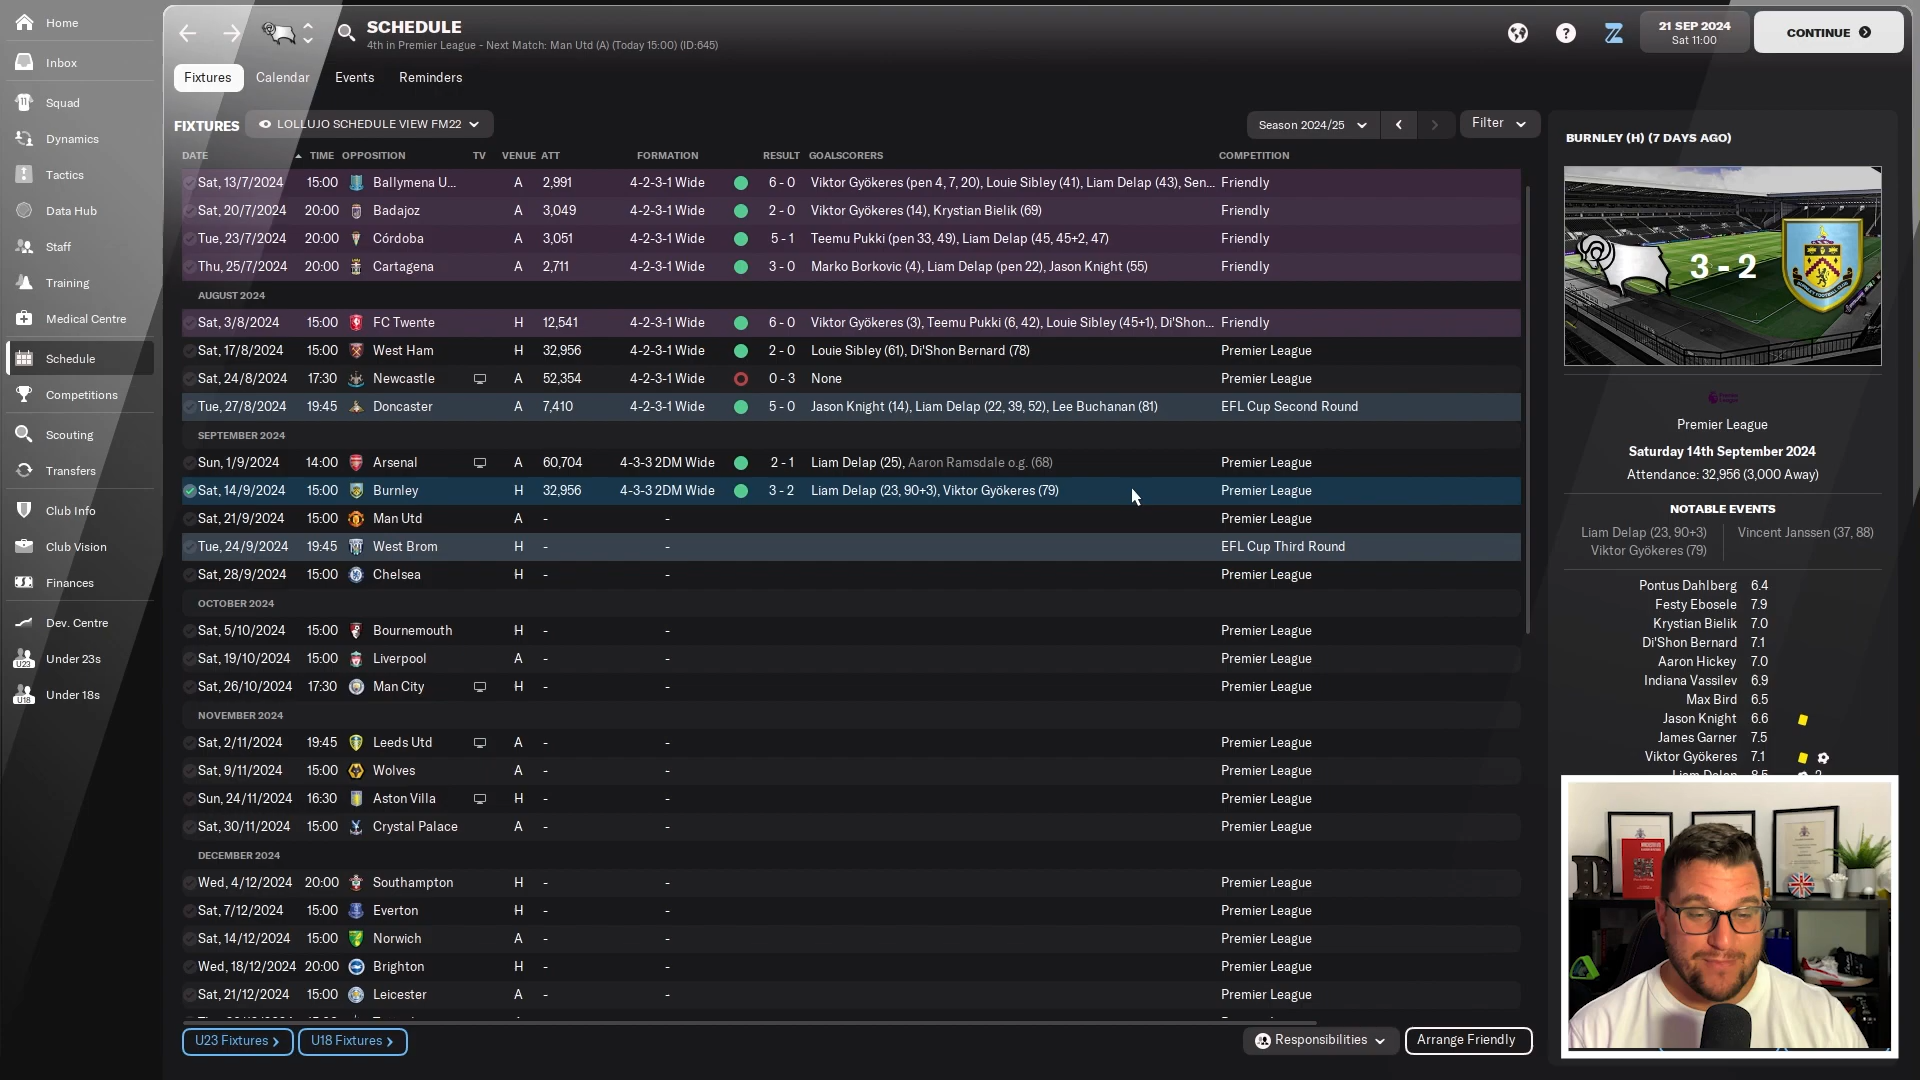 Home
Inbox
Squad
Dynamics
Tactics
Data Hub
Staff
Training
Medical Centre
Schedule
Competitions
Scouting
Transfers
Club Info
Club Vision
Finances
Dev. Centre
U23 Under 23s
U18 Under 18s
SCHEDULE
4th in Premier League - Next Match: Man Utd (A) (Today 15:00) (ID:645)
21 SEP 2024
Sat 11:00
CONTINUE
Fixtures Calendar Events Reminders
FIXTURES LOLLUJO SCHEDULE VIEW FM22 Season 2024/25 Filter
DATE TIME OPPOSITION TV VENUE ATT FORMATION RESULT GOALSCORERS COMPETITION
Sat, 13/7/2024 15:00 Ballymena U... A 2,991 4-2-3-1 Wide 6 - 0 Viktor Gyökeres (pen 4, 7, 20), Louie Sibley (41), Liam Delap (43), Sen... Friendly
Sat, 20/7/2024 20:00 Badajoz A 3,049 4-2-3-1 Wide 2 - 0 Viktor Gyökeres (14), Krystian Bielik (69) Friendly
Tue, 23/7/2024 20:00 Córdoba A 3,051 4-2-3-1 Wide 5 - 1 Teemu Pukki (pen 33, 49), Liam Delap (45, 45+2, 47) Friendly
Thu, 25/7/2024 20:00 Cartagena A 2,711 4-2-3-1 Wide 3 - 0 Marko Borkovic (4), Liam Delap (pen 22), Jason Knight (55) Friendly
AUGUST 2024
Sat, 3/8/2024 15:00 FC Twente H 12,541 4-2-3-1 Wide 6 - 0 Viktor Gyökeres (3), Teemu Pukki (6, 42), Louie Sibley (45+1), Di'Shon... Friendly
Sat, 17/8/2024 15:00 West Ham H 32,956 4-2-3-1 Wide 2 - 0 Louie Sibley (61), Di'Shon Bernard (78) Premier League
Sat, 24/8/2024 17:30 Newcastle A 52,354 4-2-3-1 Wide 0 - 3 None Premier League
Tue, 27/8/2024 19:45 Doncaster A 7,410 4-2-3-1 Wide 5 - 0 Jason Knight (14), Liam Delap (22, 39, 52), Lee Buchanan (81) EFL Cup Second Round
SEPTEMBER 2024
Sun, 1/9/2024 14:00 Arsenal A 60,704 4-3-3 2DM Wide 2 - 1 Liam Delap (25), Aaron Ramsdale o.g. (68) Premier League
Sat, 14/9/2024 15:00 Burnley H 32,956 4-3-3 2DM Wide 3 - 2 Liam Delap (23, 90+3), Viktor Gyökeres (79) Premier League
Sat, 21/9/2024 15:00 Man Utd A - - Premier League
Tue, 24/9/2024 19:45 West Brom H - - EFL Cup Third Round
Sat, 28/9/2024 15:00 Chelsea H - - Premier League
OCTOBER 2024
Sat, 5/10/2024 15:00 Bournemouth H - - Premier League
Sat, 19/10/2024 15:00 Liverpool A - - Premier League
Sat, 26/10/2024 17:30 Man City H - - Premier League
NOVEMBER 2024
Sat, 2/11/2024 19:45 Leeds Utd A - - Premier League
Sat, 9/11/2024 15:00 Wolves A - - Premier League
Sun, 24/11/2024 16:30 Aston Villa H - - Premier League
Sat, 30/11/2024 15:00 Crystal Palace A - - Premier League
DECEMBER 2024
Wed, 4/12/2024 20:00 Southampton H - - Premier League
Sat, 7/12/2024 15:00 Everton H - - Premier League
Sat, 14/12/2024 15:00 Norwich A - - Premier League
Wed, 18/12/2024 20:00 Brighton H - - Premier League
Sat, 21/12/2024 15:00 Leicester A - - Premier League
U23 Fixtures U18 Fixtures Responsibilities Arrange Friendly
BURNLEY (H) (7 DAYS AGO)
3 - 2
Premier League
Saturday 14th September 2024
Attendance: 32,956 (3,000 Away)
NOTABLE EVENTS
Liam Delap (23, 90+3) Vincent Janssen (37, 88)
Viktor Gyökeres (79)
Pontus Dahlberg 6.4
Festy Ebosele 7.9
Krystian Bielik 7.0
Di'Shon Bernard 7.1
Aaron Hickey 7.0
Indiana Vassilev 6.9
Max Bird 6.5
Jason Knight 6.6
James Garner 7.5
Viktor Gyökeres 7.1